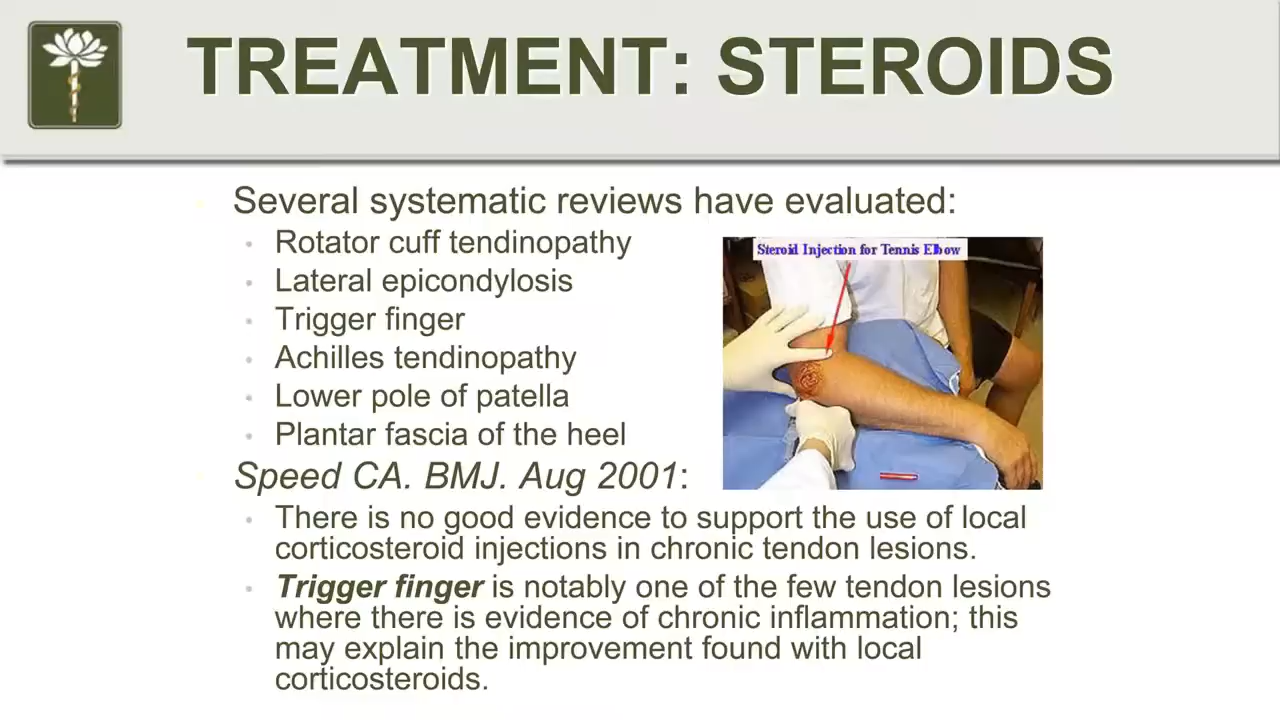 TREATMENT: STEROIDS
Several systematic reviews have evaluated:
Rotator cuff tendinopathy
Lateral epicondylosis
Trigger finger
Achilles tendinopathy
Lower pole of patella
Plantar fascia of the heel
Steroid Injection for Tennis Elbow
Speed CA. BMJ. Aug 2001:
There is no good evidence to support the use of local
corticosteroid injections in chronic tendon lesions.
Trigger finger is notably one of the few tendon lesions
where there is evidence of chronic inflammation; this
may explain the improvement found with local
corticosteroids.